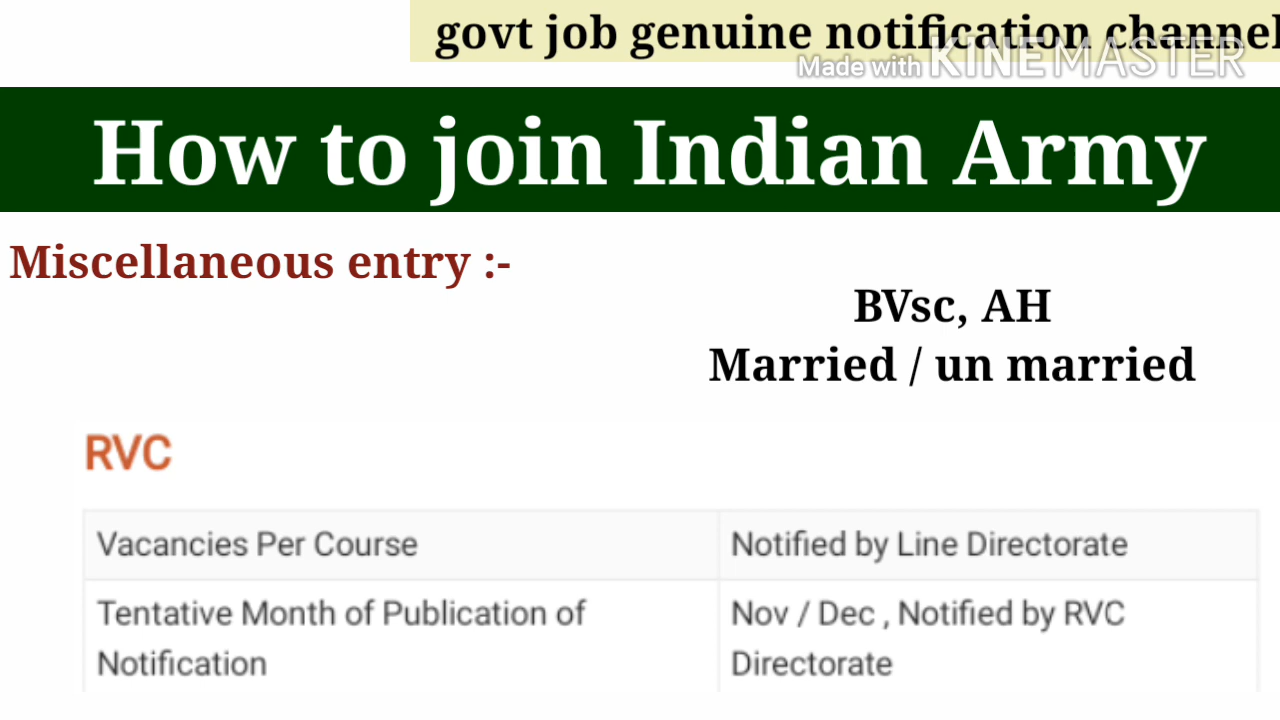 govt job genuine notification channel
Made with KINEMASTER
How to join Indian Army
Miscellaneous entry :-
BVsc, AH
Married / un married
RVC
Vacancies Per Course
Notified by Line Directorate
Tentative Month of Publication of
Notification
Nov / Dec , Notified by RVC
Directorate